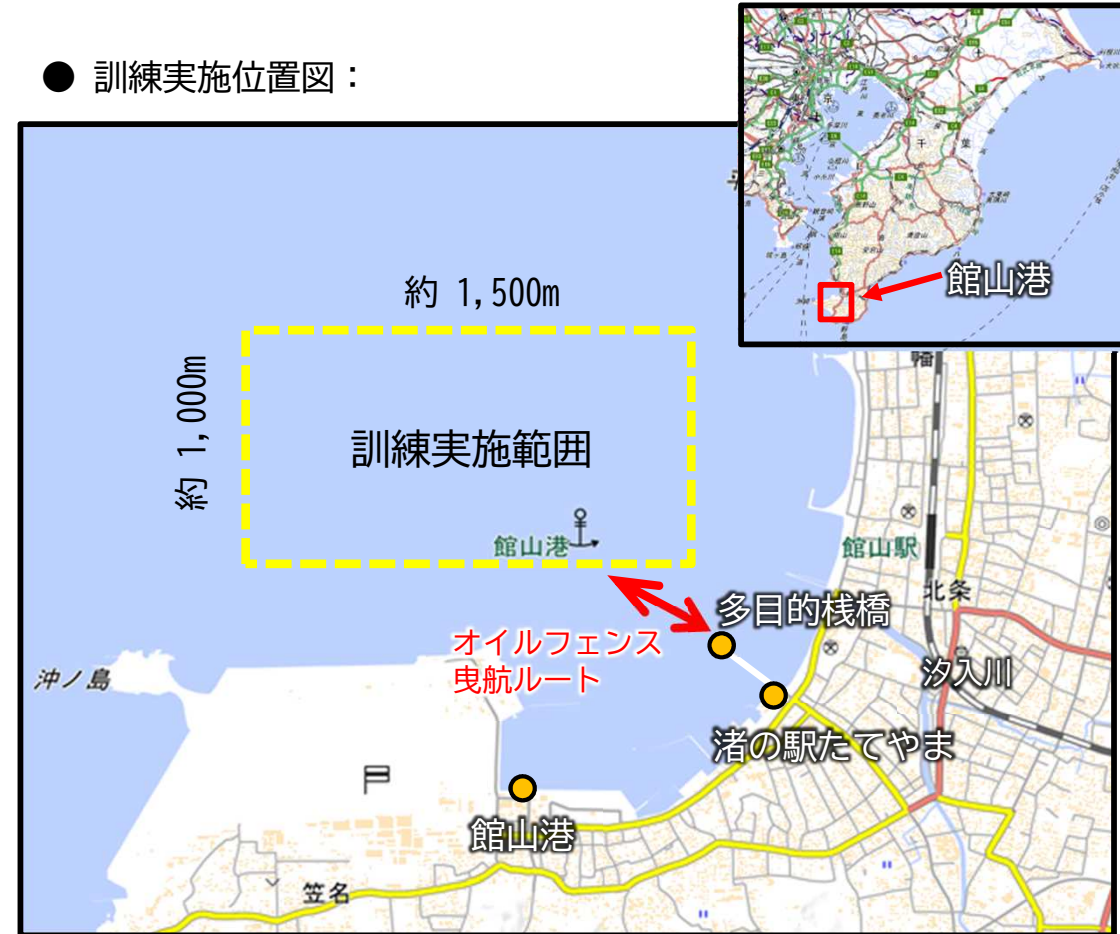 ● 訓練実施位置図：
千
葉
館山港
約 1,500m
約 1,000m
訓練実施範囲
館山港
館山駅
北条
多目的桟橋
オイルフェンス
曳航ルート
沖ノ島
汐入川
渚の駅たてやま
館山港
笠名